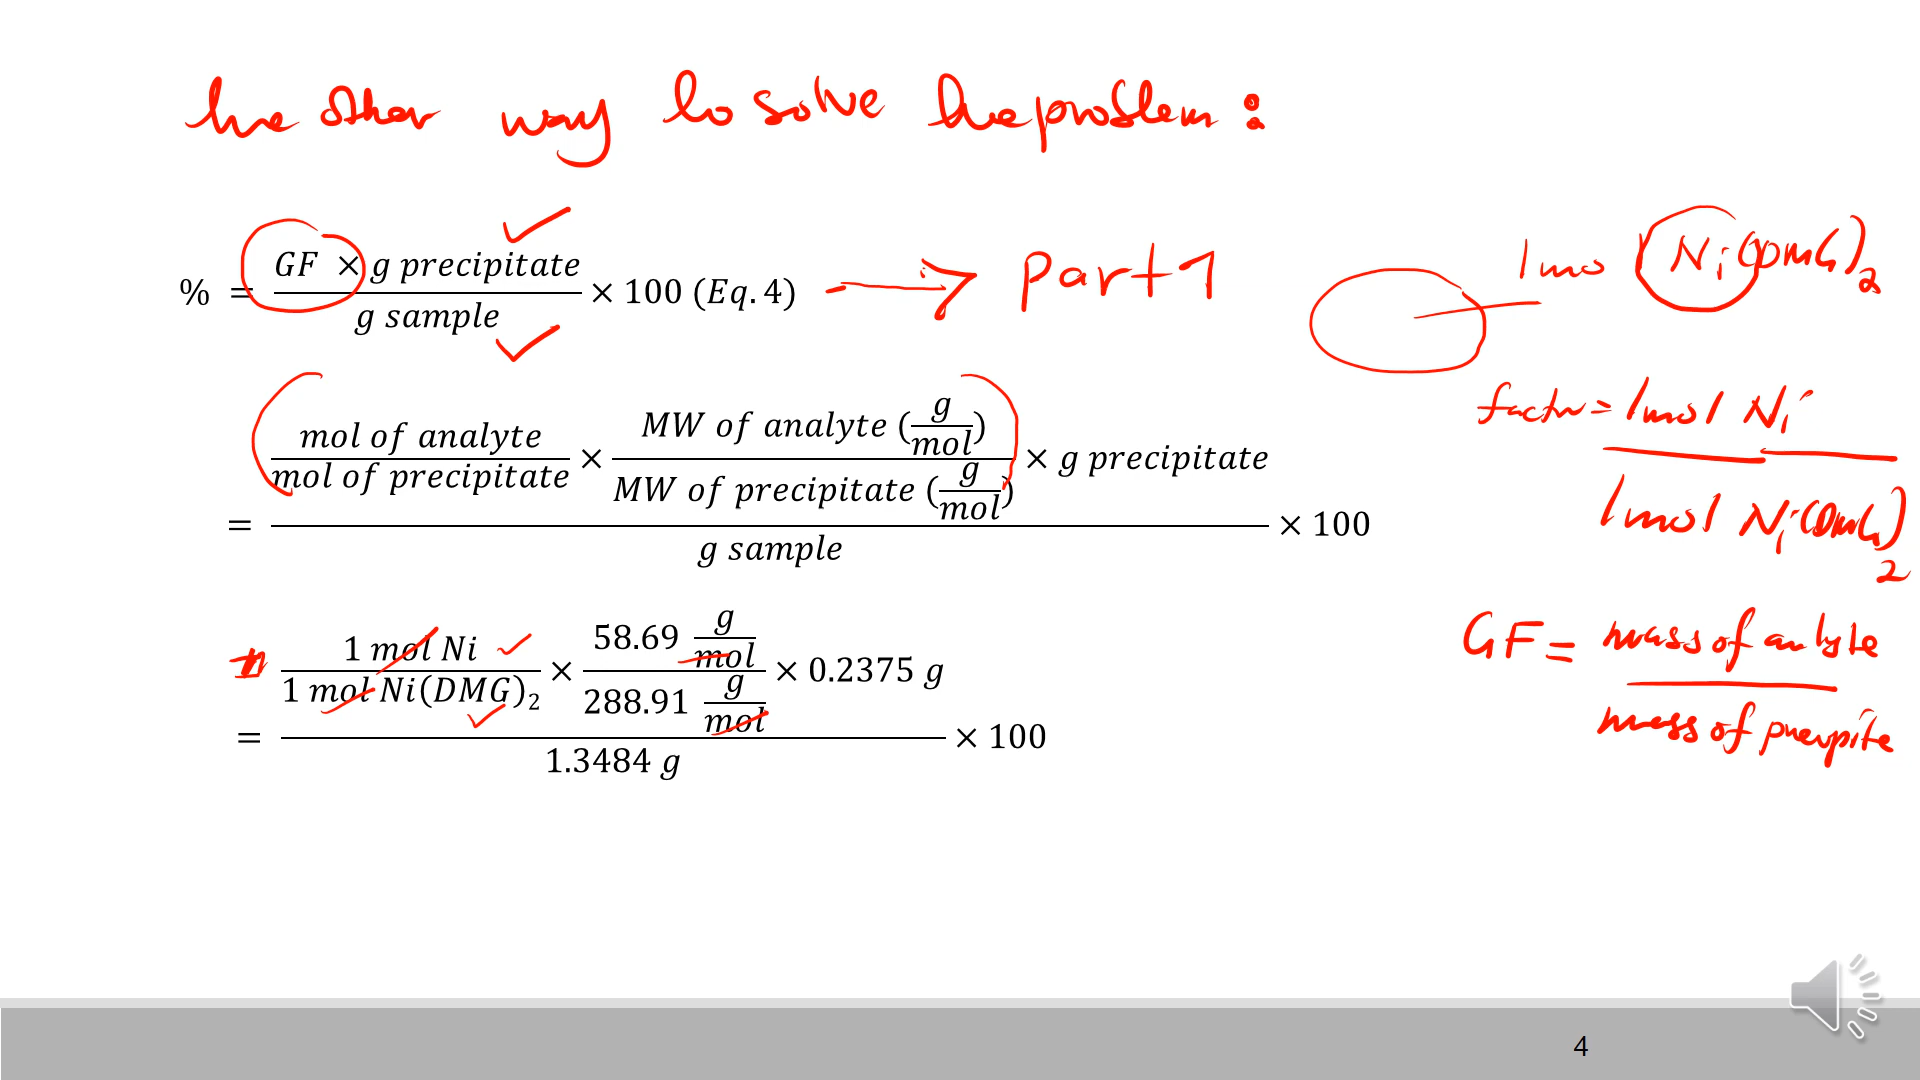 the other way to solve the problem:
% = (GF × g precipitate)/(g sample) × 100 (Eq. 4) → part 1
1 mo Ni(DMG)₂
= ((mol of analyte)/(mol of precipitate) × (MW of analyte (g/mol))/(MW of precipitate (g/mol)) × g precipitate)/(g sample) × 100
factor = 1 mol Ni / 1 mol Ni(DMG)₂
= ((1 mol Ni)/(1 mol Ni(DMG)₂) × (58.69 g/mol)/(288.91 g/mol) × 0.2375 g)/(1.3484 g) × 100
GF = mass of anlyte / mass of
4